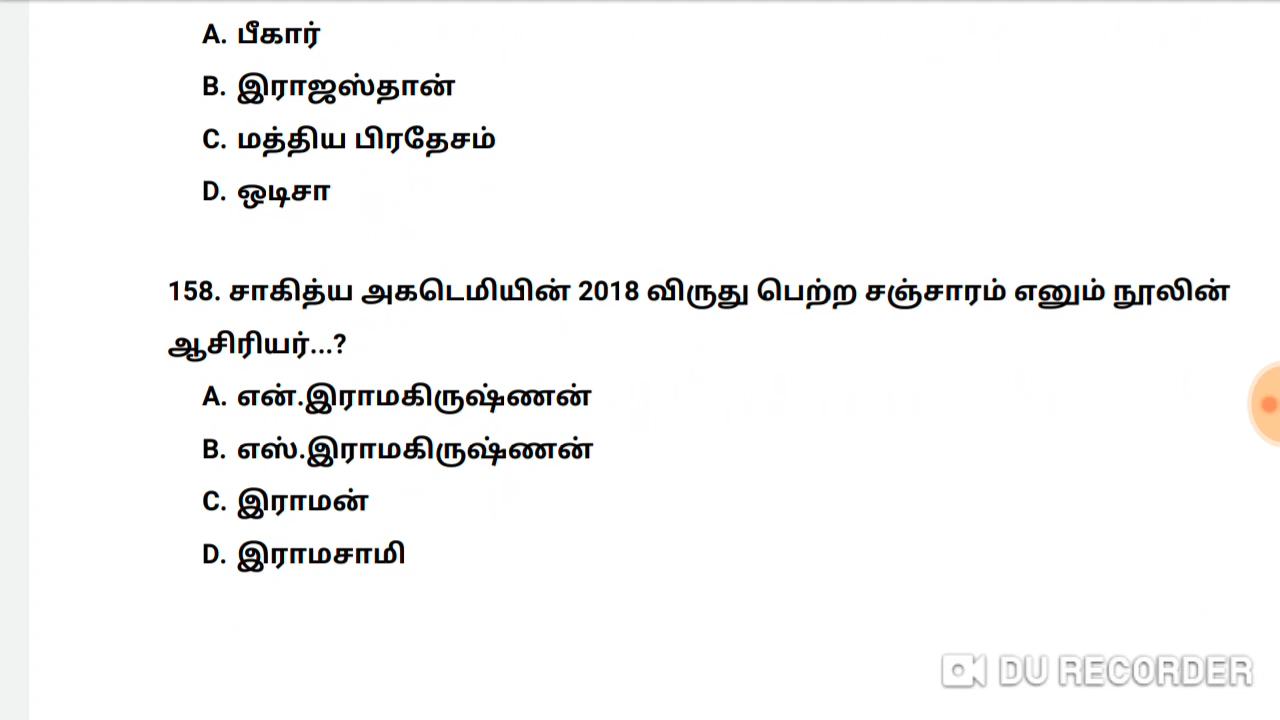 A. பீகார்
B. இராஜஸ்தான்
C. மத்திய பிரதேசம்
D. ஒடிசா
158. சாகித்ய அகடெமியின் 2018 விருது பெற்ற சஞ்சாரம் எனும் நூலின்
ஆசிரியர்...?
A. என்.இராமகிருஷ்ணன்
B. எஸ்.இராமகிருஷ்ணன்
C. இராமன்
D. இராமசாமி
DU RECORDER